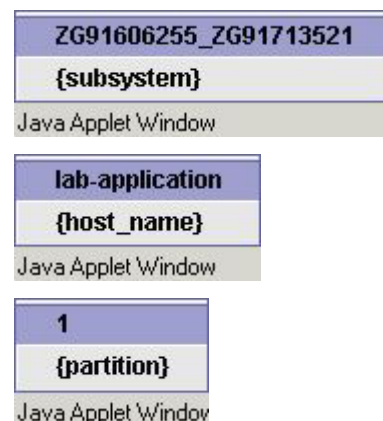 ZG91606255_ZG91713521
{subsystem}
Java Applet Window
lab-application
{host_name}
Java Applet Window
1
{partition}
Java Applet Window